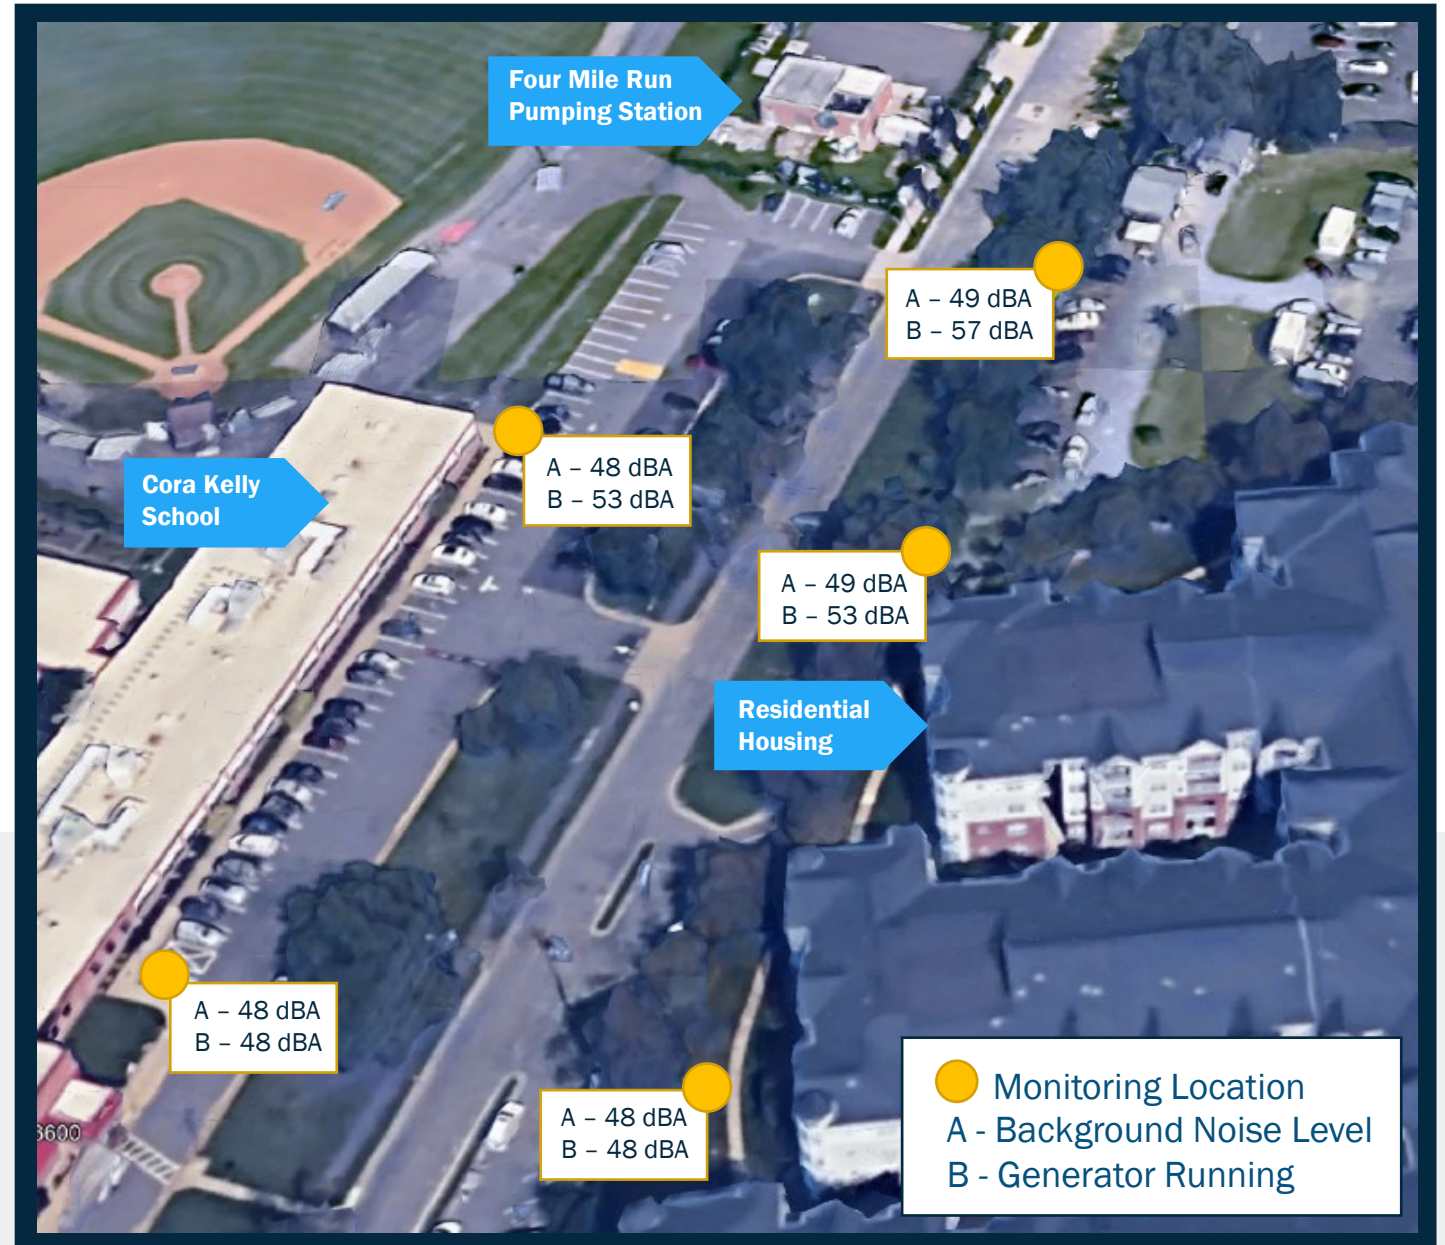 Four Mile Run
Pumping Station
A – 49 dBA
B – 57 dBA
A – 48 dBA
B – 53 dBA
Cora Kelly
School
A – 49 dBA
B – 53 dBA
Residential
Housing
A – 48 dBA
B – 48 dBA
A – 48 dBA
B – 48 dBA
3600
Monitoring Location
A - Background Noise Level
B - Generator Running